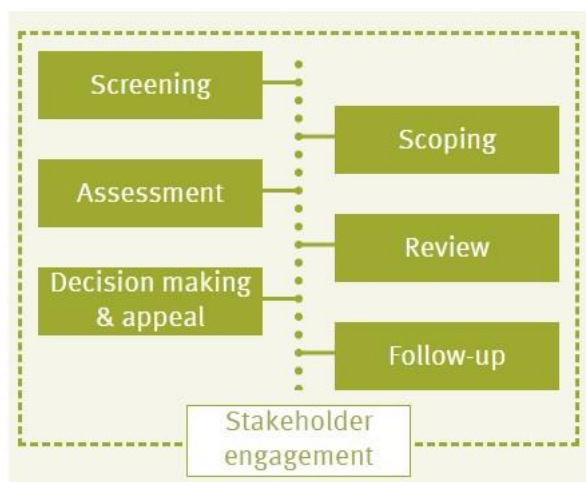 Screening
Scoping
Assessment
Review
Decision making
& appeal
Follow-up
Stakeholder
engagement